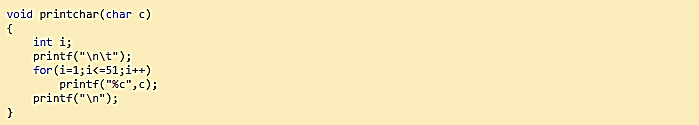 void printchar(char c)
{
    int i;
    printf("\n\t");
    for(i=1;i<=51;i++)
        printf("%c",c);
    printf("\n");
}